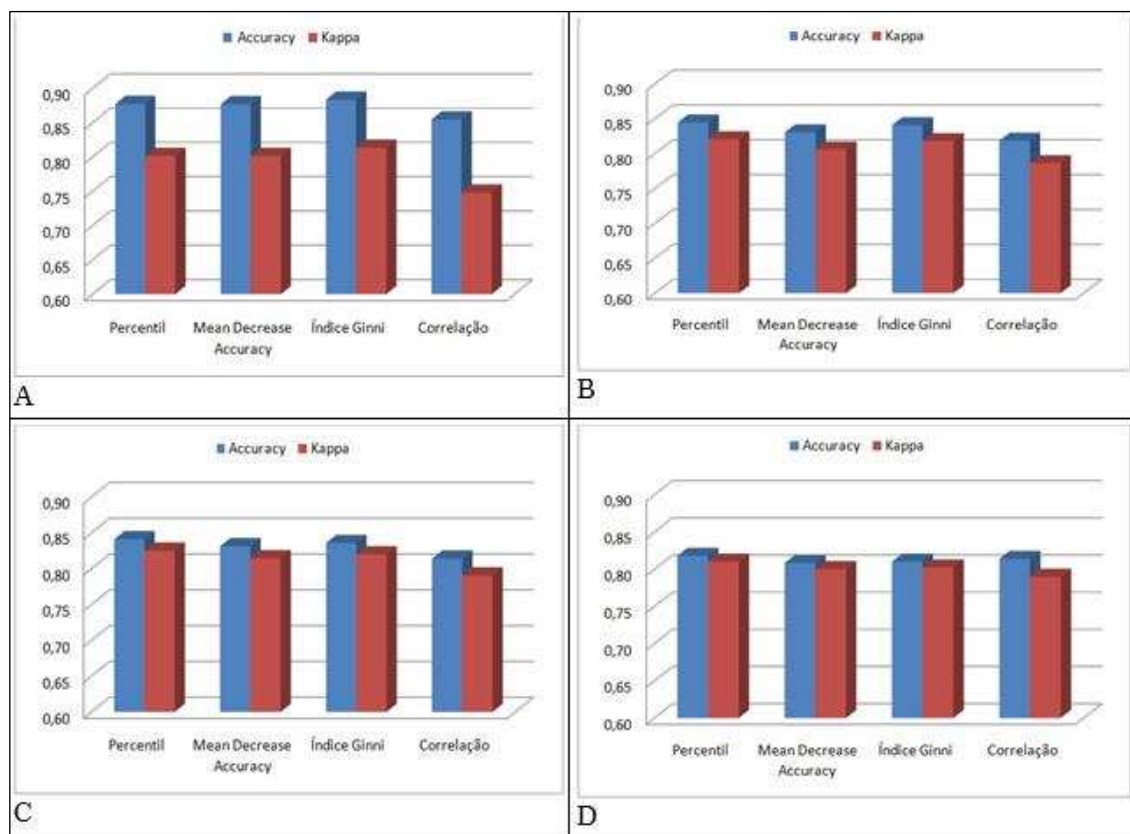 Accuracy Kappa
0,90
0,85
0,80
0,75
0,70
0,65
0,60
Percentil Mean Decrease Accuracy Índice Ginni Correlação
A
Accuracy Kappa
0,90
0,85
0,80
0,75
0,70
0,65
0,60
Percentil Mean Decrease Accuracy Índice Ginni Correlação
B
Accuracy Kappa
0,90
0,85
0,80
0,75
0,70
0,65
0,60
Percentil Mean Decrease Accuracy Índice Ginni Correlação
C
Accuracy Kappa
0,90
0,85
0,80
0,75
0,70
0,65
0,60
Percentil Mean Decrease Accuracy Índice Ginni Correlação
D